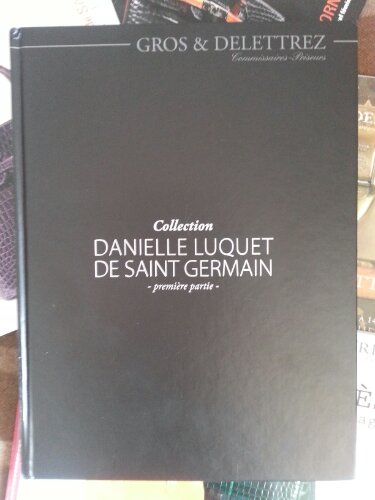 GROS & DELETTREZ
Commissaires-Priseurs
Collection
DANIELLE LUQUET
DE SAINT GERMAIN
- première partie -